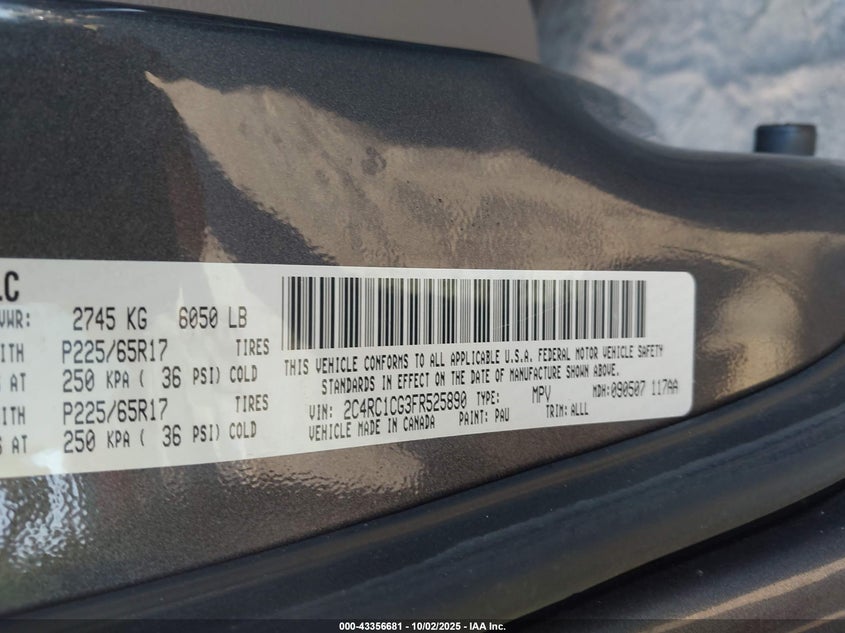 LC
VWR: 2745 KG 6050 LB
ITH P225/65R17 TIRES
S AT 250 KPA ( 36 PSI) COLD
ITH P225/65R17 TIRES
S AT 250 KPA ( 36 PSI) COLD
THIS VEHICLE CONFORMS TO ALL APPLICABLE U.S.A. FEDERAL MOTOR VEHICLE SAFETY
STANDARDS IN EFFECT ON THE DATE OF MANUFACTURE SHOWN ABOVE.
VIN: 2C4RC1CG3FR525890 TYPE: MPV MDH: 090507 117AA
VEHICLE MADE IN CANADA PAINT: PAU TRIM: ALLL
000-43356681 - 10/02/2025 - IAA Inc.